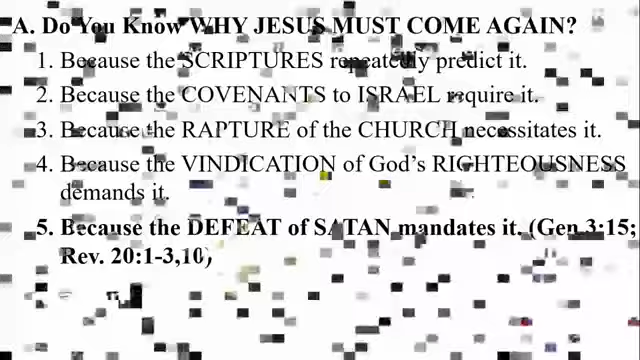 A. Do You Know WHY JESUS MUST COME AGAIN?
1. Because the SCRIPTURES repeatedly predict it.
2. Because the COVENANTS to ISRAEL require it.
3. Because the RAPTURE of the CHURCH necessitates it.
4. Because the VINDICATION of God's RIGHTEOUSNESS
demands it.
5. Because the DEFEAT of SATAN mandates it. (Gen 3:15;
Rev. 20:1-3,10)